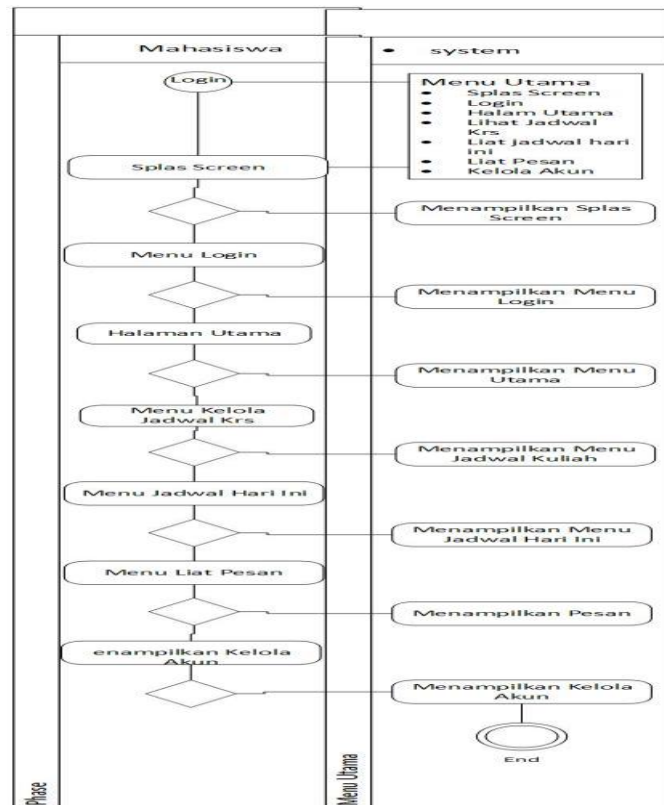 Mahasiswa
• system
Login
Menu Utama
• Splas Screen
• Login
• Halam Utama
• Lihat Jadwal
Krs
• Liat jadwal hari
ini
• Liat Pesan
• Kelola Akun
Splas Screen
Menampilkan Splas
Screen
Menu Login
Menampilkan Menu
Login
Halaman Utama
Menampilkan Menu
Utama
Menu Kelola
Jadwal Krs
Menampilkan Menu
Jadwal Kuliah
Menu Jadwal Hari Ini
Menampilkan Menu
Jadwal Hari Ini
Menu Liat Pesan
Menampilkan Pesan
enampilkan Kelola
Akun
Menampilkan Kelola
Akun
End
Phase
Menu Utama